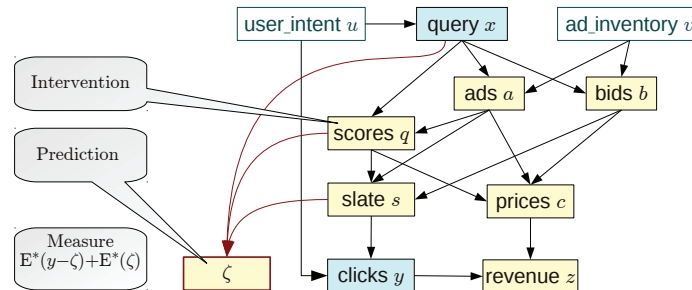 user_intent u
query x
ad_inventory v
Intervention
ads a
bids b
scores q
Prediction
slate s
prices c
Measure
E*(y−ζ)+E*(ζ)
ζ
clicks y
revenue z